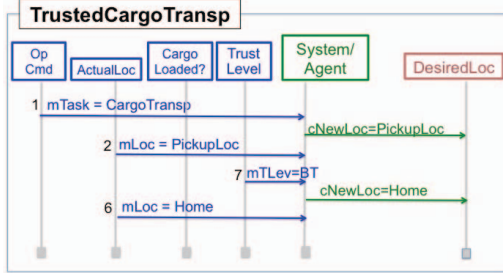 TrustedCargoTransp
Op
Cmd
ActualLoc
Cargo
Loaded?
Trust
Level
System/
Agent
DesiredLoc
1 mTask = CargoTransp
cNewLoc=PickupLoc
2 mLoc = PickupLoc
7 mTLev=BT
cNewLoc=Home
6 mLoc = Home